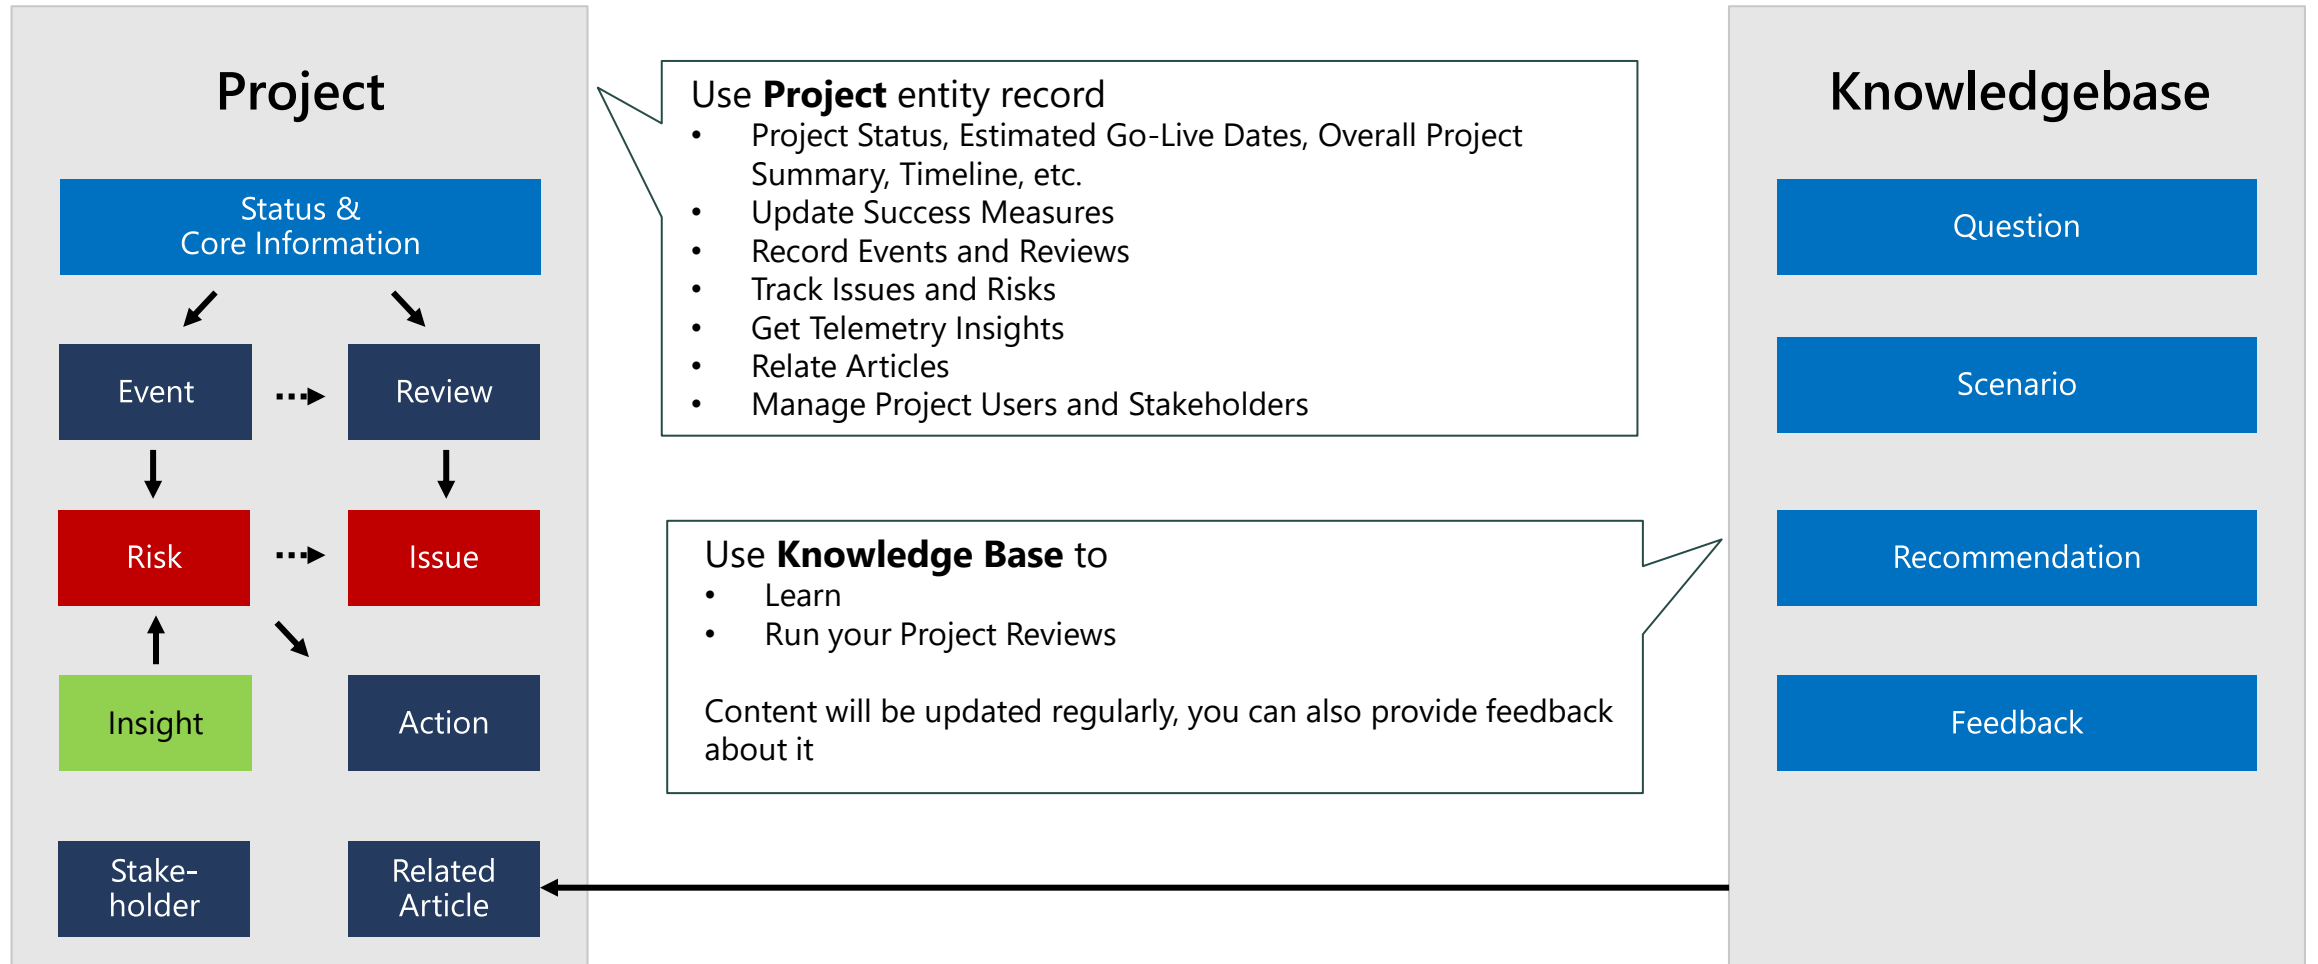 Project
Status &
Core Information
Event
Review
Risk
Issue
Insight
Action
Stake-
holder
Related
Article
Use Project entity record
• Project Status, Estimated Go-Live Dates, Overall Project
Summary, Timeline, etc.
• Update Success Measures
• Record Events and Reviews
• Track Issues and Risks
• Get Telemetry Insights
• Relate Articles
• Manage Project Users and Stakeholders
Use Knowledge Base to
• Learn
• Run your Project Reviews
Content will be updated regularly, you can also provide feedback
about it
Knowledgebase
Question
Scenario
Recommendation
Feedback